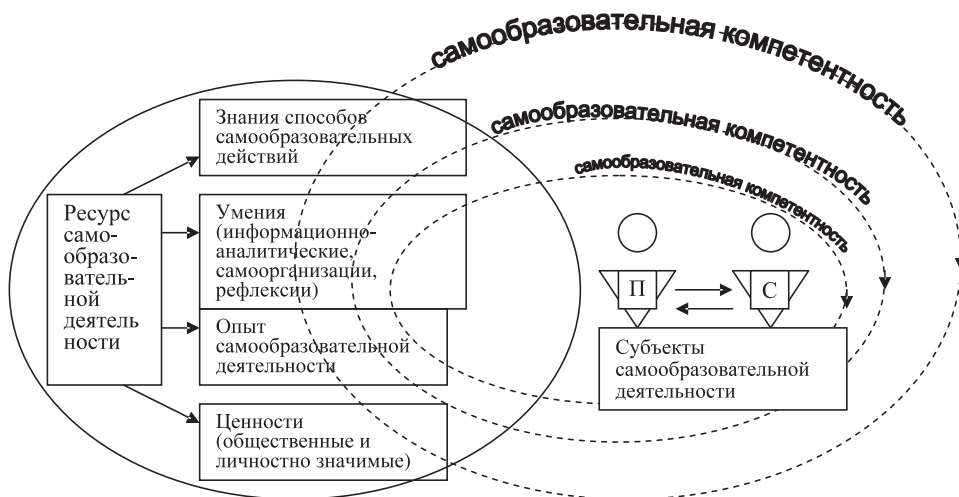 самообразовательная компетентность
самообразовательная компетентность
самообразовательная компетентность
Знания способов
самообразовательных
действий
Ресурс
само-
образо-
ватель-
ной
деятель
ности
Умения
(информационно-
аналитические,
самоорганизации,
рефлексии)
Опыт
самообразовательной
деятельности
Ценности
(общественные и
личностно значимые)
П
С
Субъекты
самообразовательной
деятельности